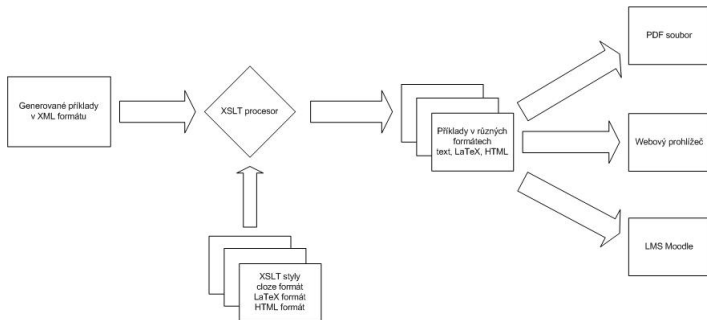 PDF soubor
Generované příklady
v XML formátu
XSLT procesor
Příklady v různých
formátech
text, LaTeX, HTML
Webový prohlížeč
XSLT styly
cloze formát
LaTeX formát
HTML formát
LMS Moodle